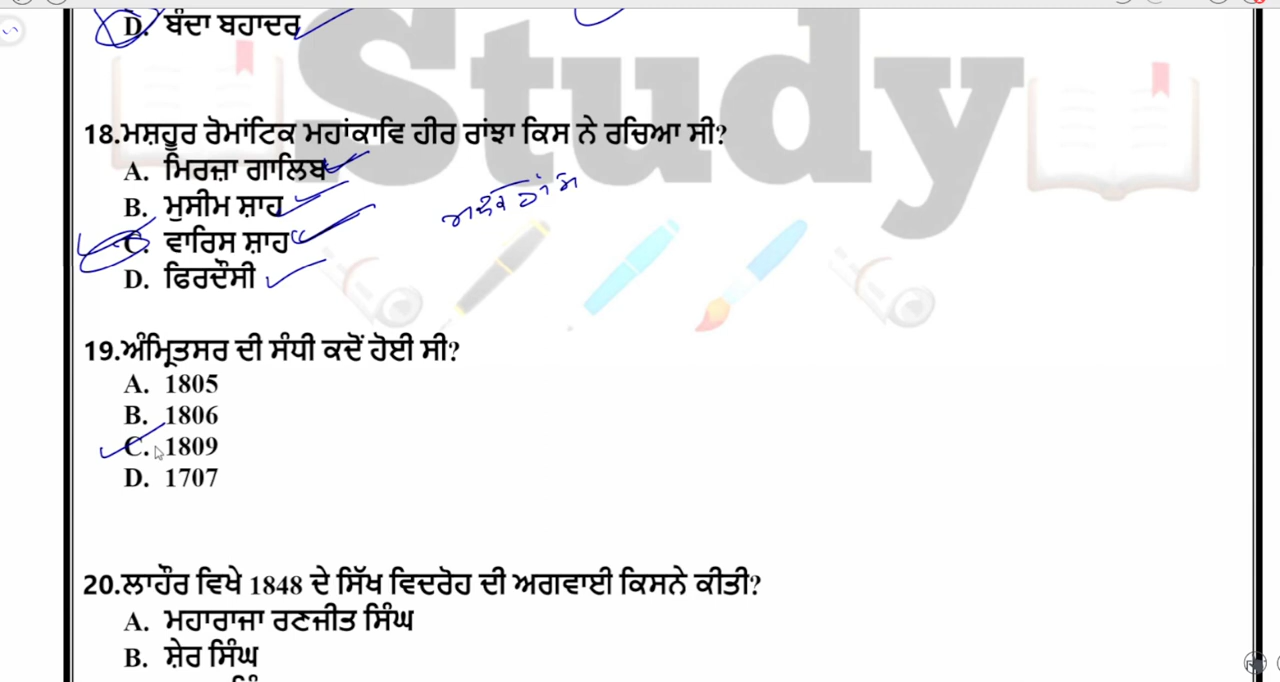 D. ਬੰਦਾ ਬਹਾਦਰ
Study
18.ਮਸ਼ਹੂਰ ਰੋਮਾਂਟਿਕ ਮਹਾਂਕਾਵਿ ਹੀਰ ਰਾਂਝਾ ਕਿਸ ਨੇ ਰਚਿਆ ਸੀ?
A. ਮਿਰਜ਼ਾ ਗਾਲਿਬ
B. ਮੁਸੀਮ ਸ਼ਾਹ
C. ਵਾਰਿਸ ਸ਼ਾਹ
D. ਫਿਰਦੌਸੀ
19.ਅੰਮ੍ਰਿਤਸਰ ਦੀ ਸੰਧੀ ਕਦੋਂ ਹੋਈ ਸੀ?
A. 1805
B. 1806
C. 1809
D. 1707
20.ਲਾਹੌਰ ਵਿਖੇ 1848 ਦੇ ਸਿੱਖ ਵਿਦਰੋਹ ਦੀ ਅਗਵਾਈ ਕਿਸਨੇ ਕੀਤੀ?
A. ਮਹਾਰਾਜਾ ਰਣਜੀਤ ਸਿੰਘ
B. ਸ਼ੇਰ ਸਿੰਘ